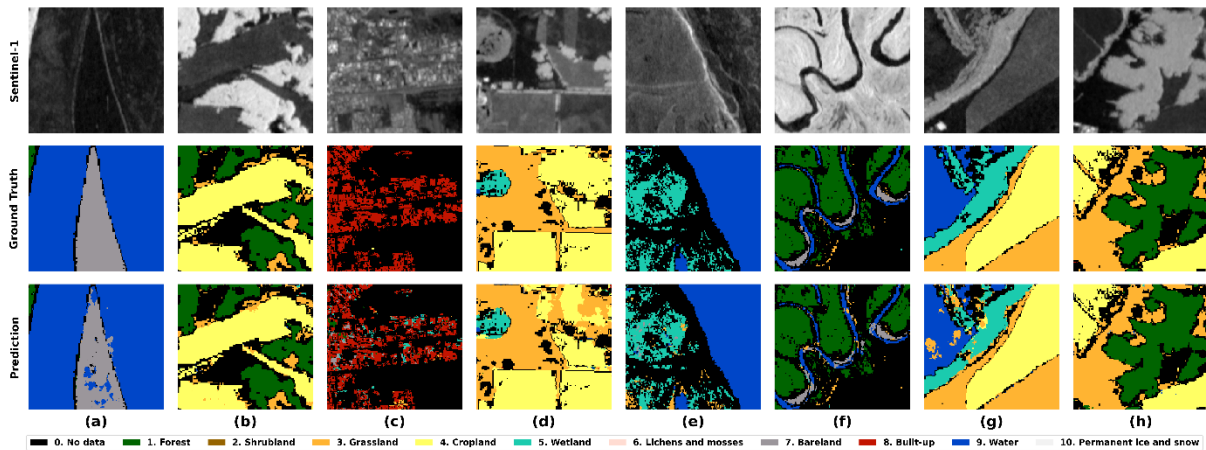 Sentinel-1
Ground Truth
Prediction
(a) (b) (c) (d) (e) (f) (g) (h)
0. No data 1. Forest 2. Shrubland 3. Grassland 4. Cropland 5. Wetland 6. Lichens and mosses 7. Bareland 8. Built-up 9. Water 10. Permanent ice and snow